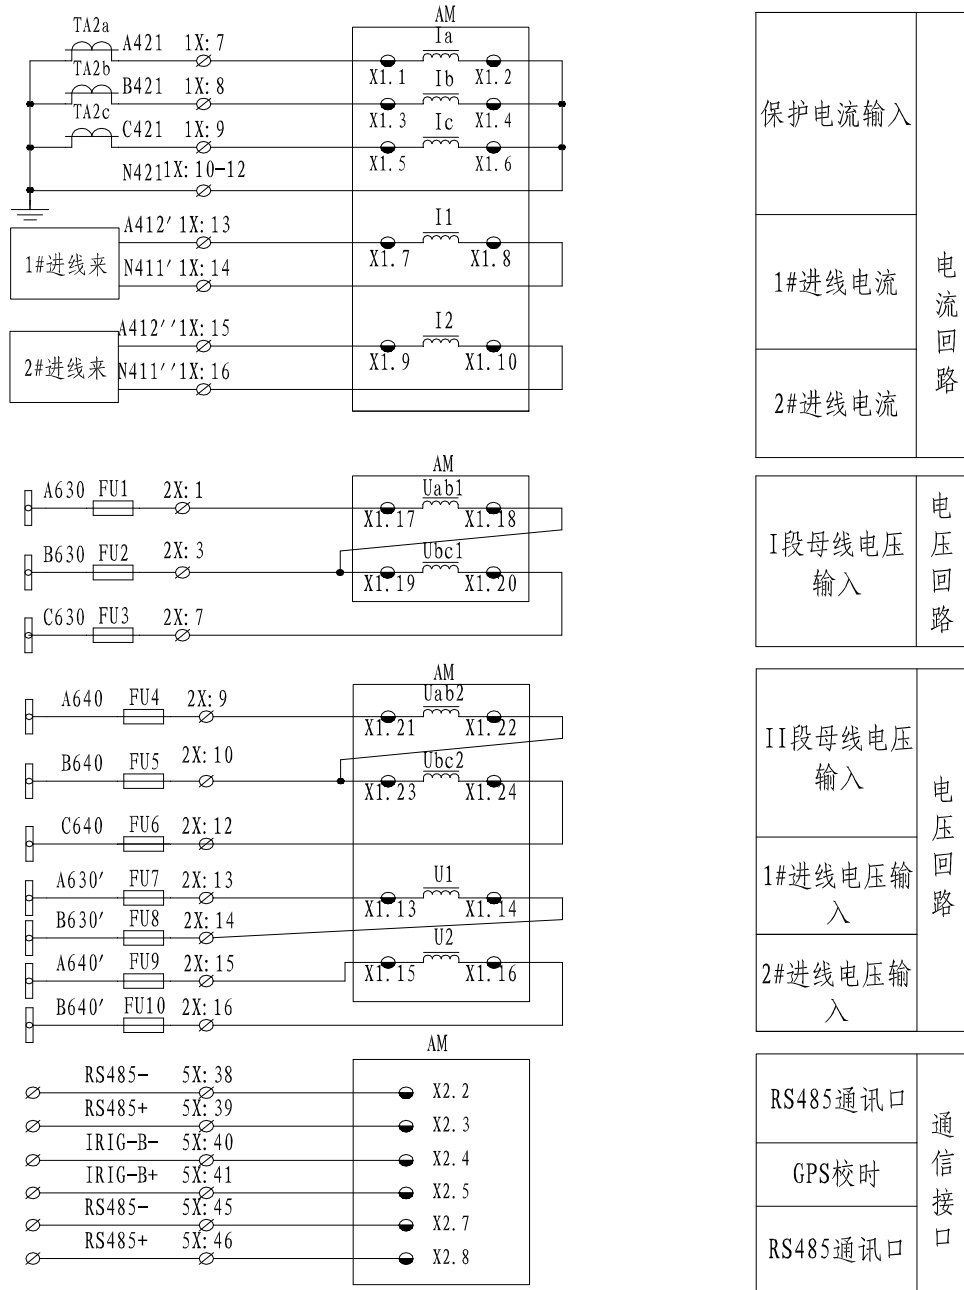 AM
TA2a A421 1X:7 Ia
X1.1 X1.2
TA2b B421 1X:8 Ib
X1.3 X1.4
TA2c C421 1X:9 Ic
X1.5 X1.6
N421 1X:10-12
保护电流输入
1#进线来
A412′ 1X:13 I1
X1.7 X1.8
N411′ 1X:14
1#进线电流
2#进线来
A412′′ 1X:15 I2
X1.9 X1.10
N411′′ 1X:16
2#进线电流
电
流
回
路
AM
A630 FU1 2X:1 Uab1
X1.17 X1.18
B630 FU2 2X:3 Ubc1
X1.19 X1.20
C630 FU3 2X:7
I段母线电压
输入
电
压
回
路
AM
A640 FU4 2X:9 Uab2
X1.21 X1.22
B640 FU5 2X:10 Ubc2
X1.23 X1.24
C640 FU6 2X:12
II段母线电压
输入
A630′ FU7 2X:13 U1
X1.13 X1.14
B630′ FU8 2X:14
1#进线电压输
入
U2
A640′ FU9 2X:15
X1.15 X1.16
B640′ FU10 2X:16
2#进线电压输
入
电
压
回
路
AM
RS485- 5X:38 X2.2
RS485+ 5X:39 X2.3
IRIG-B- 5X:40 X2.4
IRIG-B+ 5X:41 X2.5
RS485- 5X:45 X2.7
RS485+ 5X:46 X2.8
RS485通讯口
GPS校时
RS485通讯口
通
信
接
口